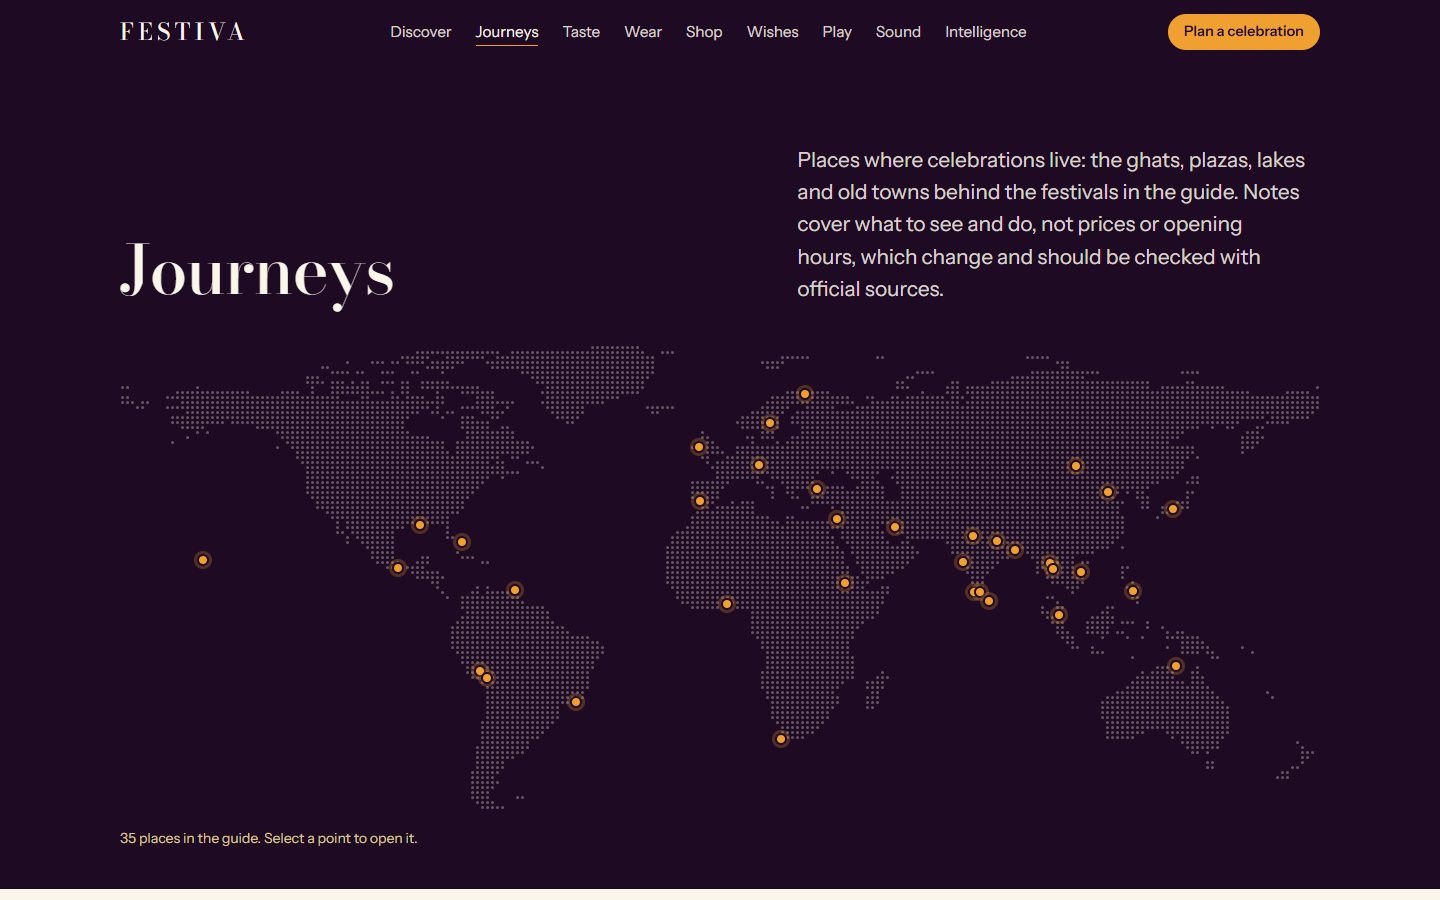 FESTIVA
Discover
Journeys
Taste
Wear
Shop
Wishes
Play
Sound
Intelligence
Plan a celebration
Journeys
Places where celebrations live: the ghats, plazas, lakes
and old towns behind the festivals in the guide. Notes
cover what to see and do, not prices or opening
hours, which change and should be checked with
official sources.
35 places in the guide. Select a point to open it.